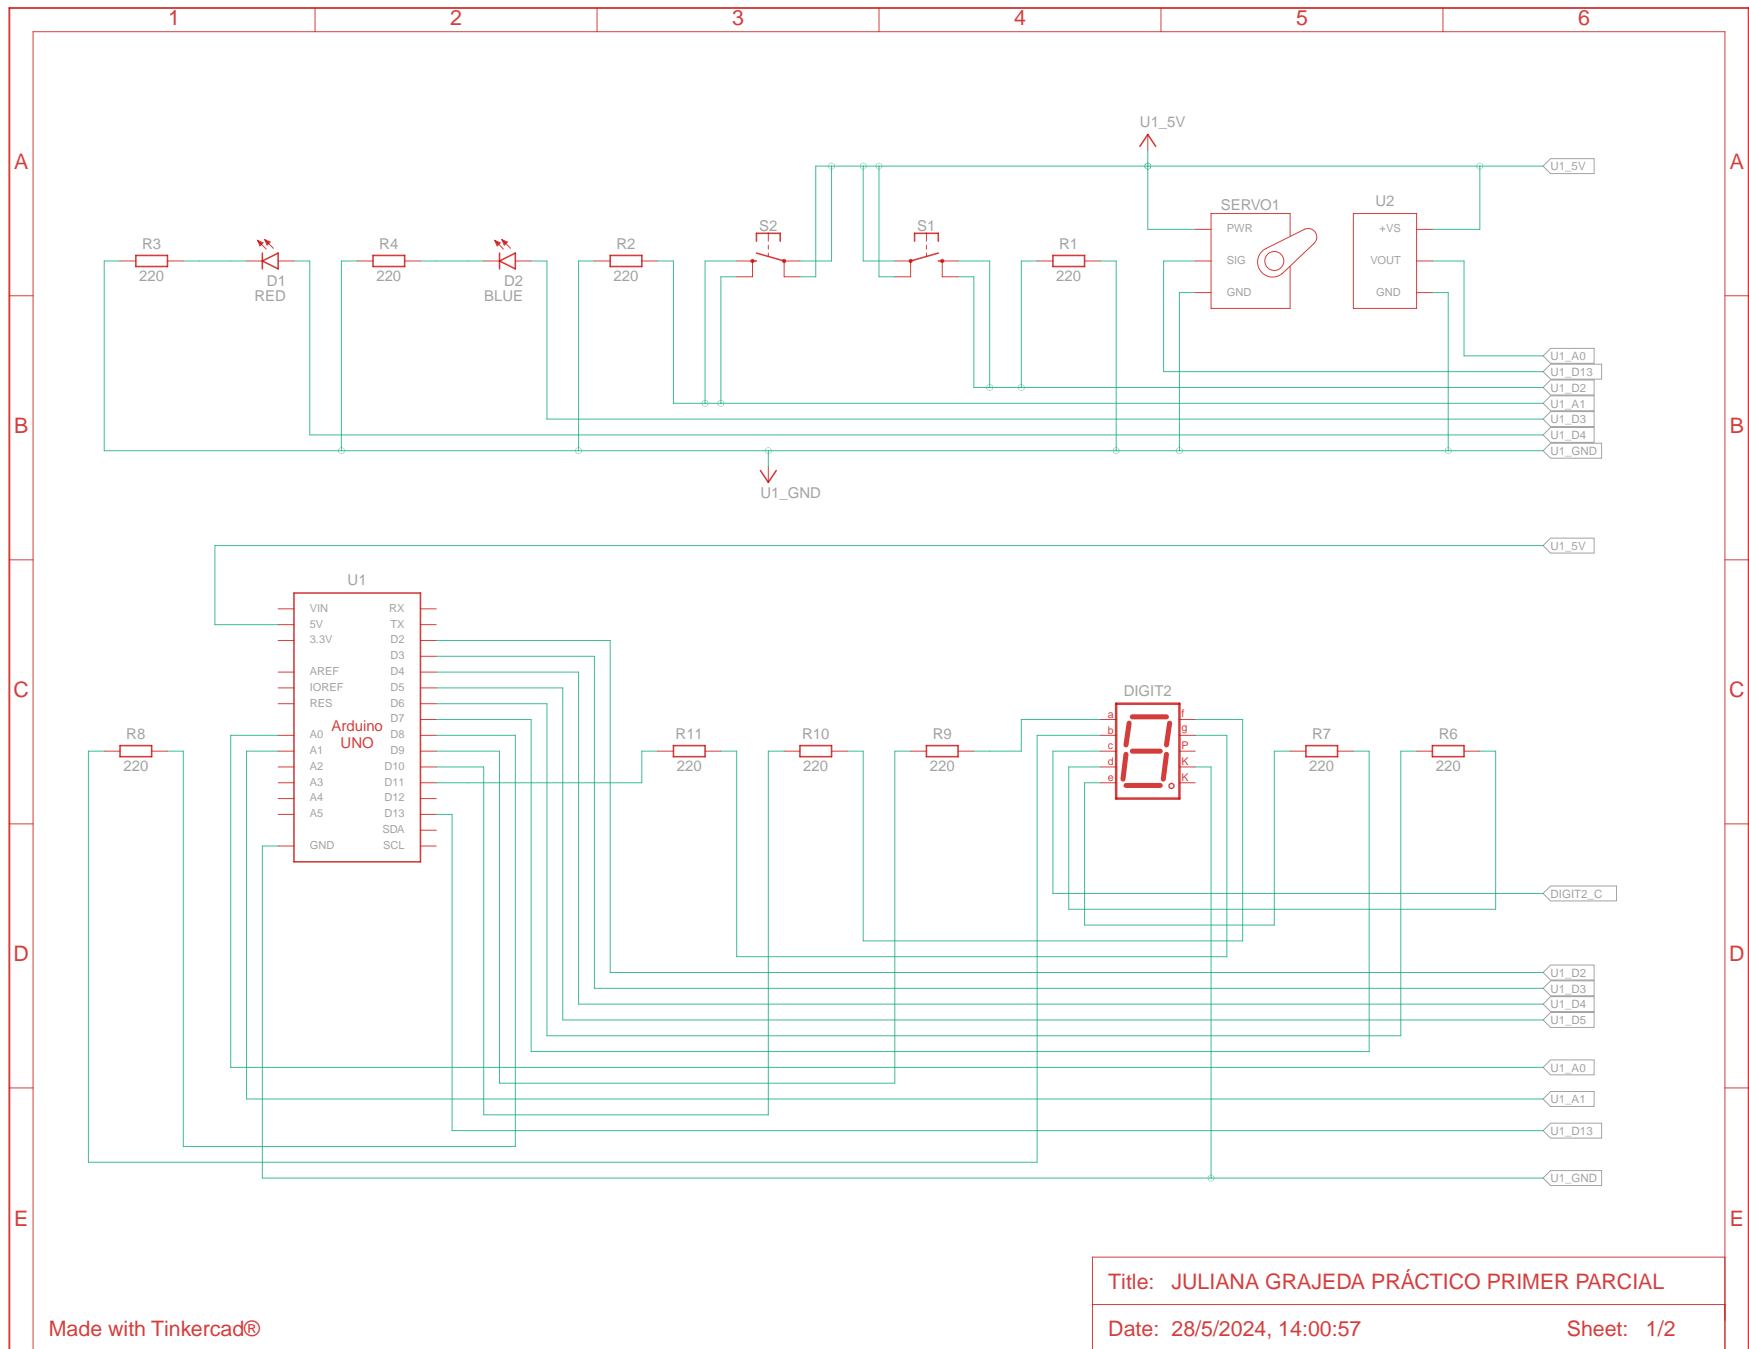 1 2 3 4 5 6
A A
U1_5V
U1_5V
S2 S1 SERVO1 U2
PWR +VS
R3 R4 R2 R1
SIG VOUT
220 D1 220 D2 220 220
RED BLUE
GND GND
U1_A0
U1_D13
U1_D2
U1_A1
U1_D3
B B
U1_D4
U1_GND
U1_GND
U1_5V
U1
VIN RX
5V TX
3.3V D2
D3
AREF D4
IOREF D5
RES D6
D7
Arduino
UNO
A0 D8
A1 D9
A2 D10
A3 D11
A4 D12
A5 D13
SDA
GND SCL
C C
DIGIT2
a f
b g
c P
d K
e K
R8 R11 R10 R9 R7 R6
220 220 220 220 220 220
DIGIT2_C
D D
U1_D2
U1_D3
U1_D4
U1_D5
U1_A0
U1_A1
U1_D13
U1_GND
E E
Title: JULIANA GRAJEDA PRÁCTICO PRIMER PARCIAL
Made with Tinkercad®
Date: 28/5/2024, 14:00:57 Sheet: 1/2